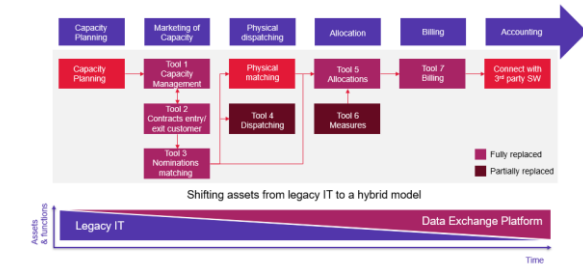 Capacity
Planning
Marketing of
Capacity
Physical
dispatching
Allocation
Billing
Accounting
Capacity
Planning
Tool 1
Capacity
Management
Physical
matching
Tool 5
Allocations
Tool 7
Billing
Connect with
3rd party SW
Tool 2
Contracts entry/
exit customer
Tool 4
Dispatching
Tool 6
Measures
Tool 3
Nominations
matching
Fully replaced
Partially replaced
Shifting assets from legacy IT to a hybrid model
Assets
& functions
Legacy IT
Data Exchange Platform
Time